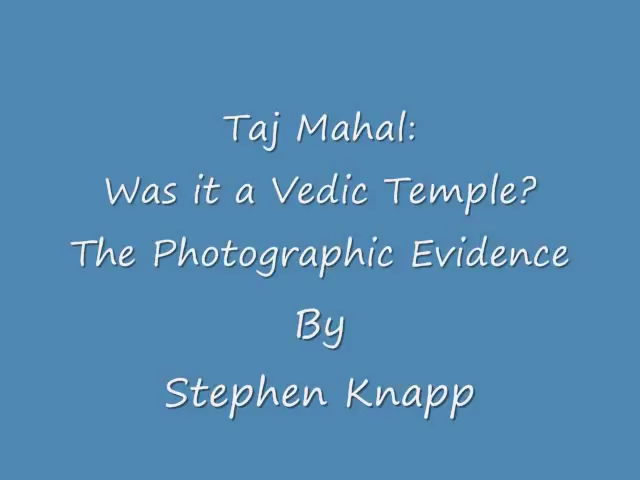 Taj Mahal:
Was it a Vedic Temple?
The Photographic Evidence
By
Stephen Knapp